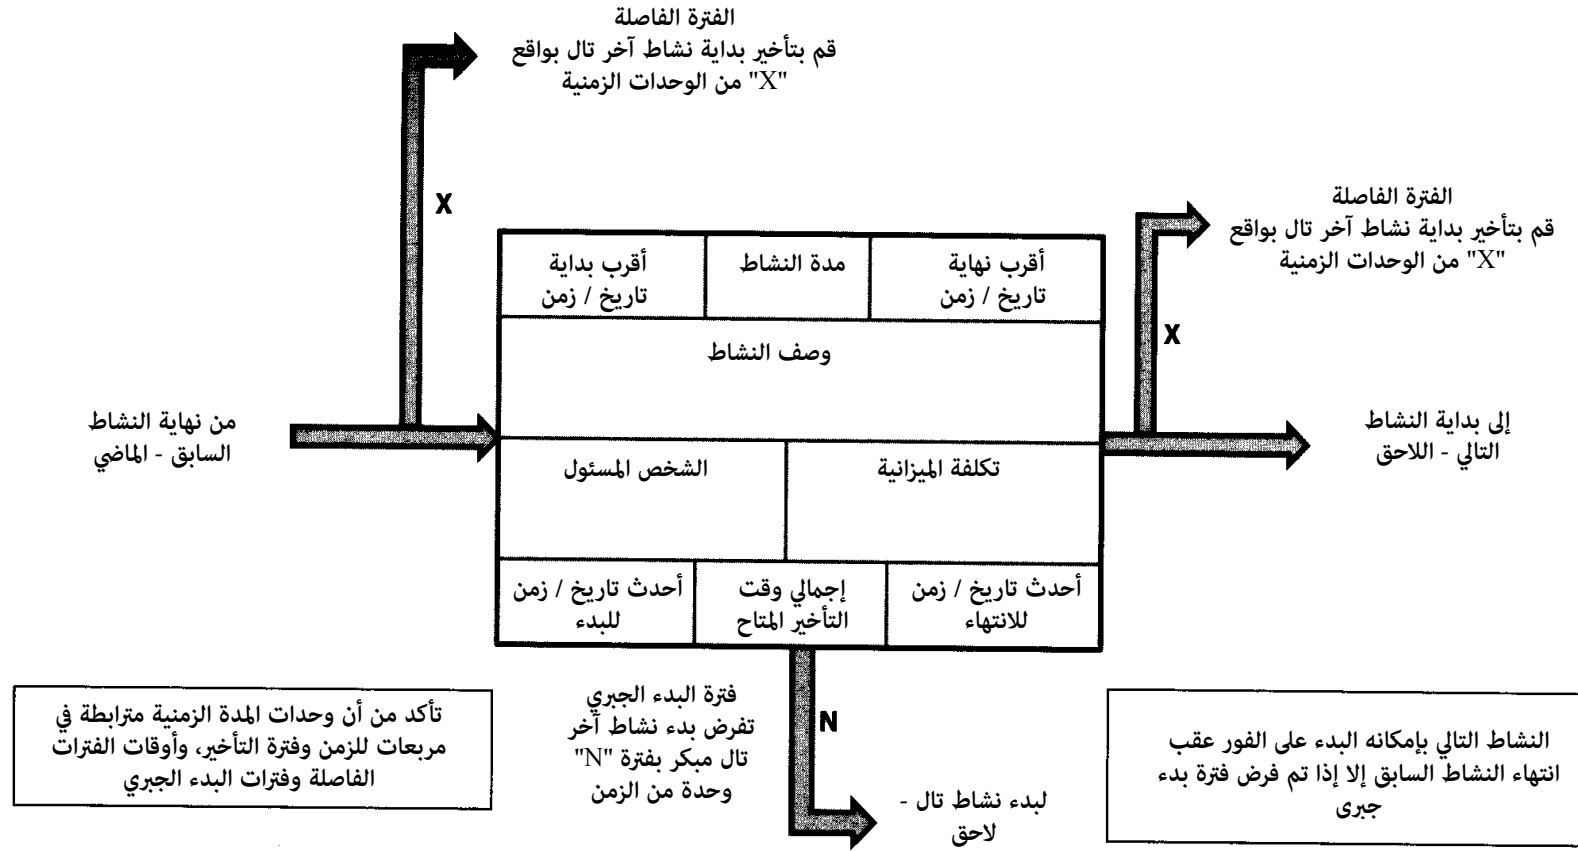 الفترة الفاصلة
قم بتأخير بداية نشاط آخر تال بواقع
"X" من الوحدات الزمنية
X
الفترة الفاصلة
قم بتأخير بداية نشاط آخر تال بواقع
"X" من الوحدات الزمنية
X
أقرب بداية
تاريخ / زمن
مدة النشاط
أقرب نهاية
تاريخ / زمن
وصف النشاط
من نهاية النشاط
السابق - الماضي
إلى بداية النشاط
التالي - اللاحق
الشخص المسئول
تكلفة الميزانية
أحدث تاريخ / زمن
للبدء
إجمالي وقت
التأخير المتاح
أحدث تاريخ / زمن
للانتهاء
تأكد من أن وحدات المدة الزمنية مترابطة في
مربعات للزمن وفترة التأخير، وأوقات الفترات
الفاصلة وفترات البدء الجبري
فترة البدء الجبري
تفرض بدء نشاط آخر
تال مبكر بفترة "N"
وحدة من الزمن
N
لبدء نشاط تال -
لاحق
النشاط التالي بإمكانه البدء على الفور عقب
انتهاء النشاط السابق إلا إذا تم فرض فترة بدء
جبرى